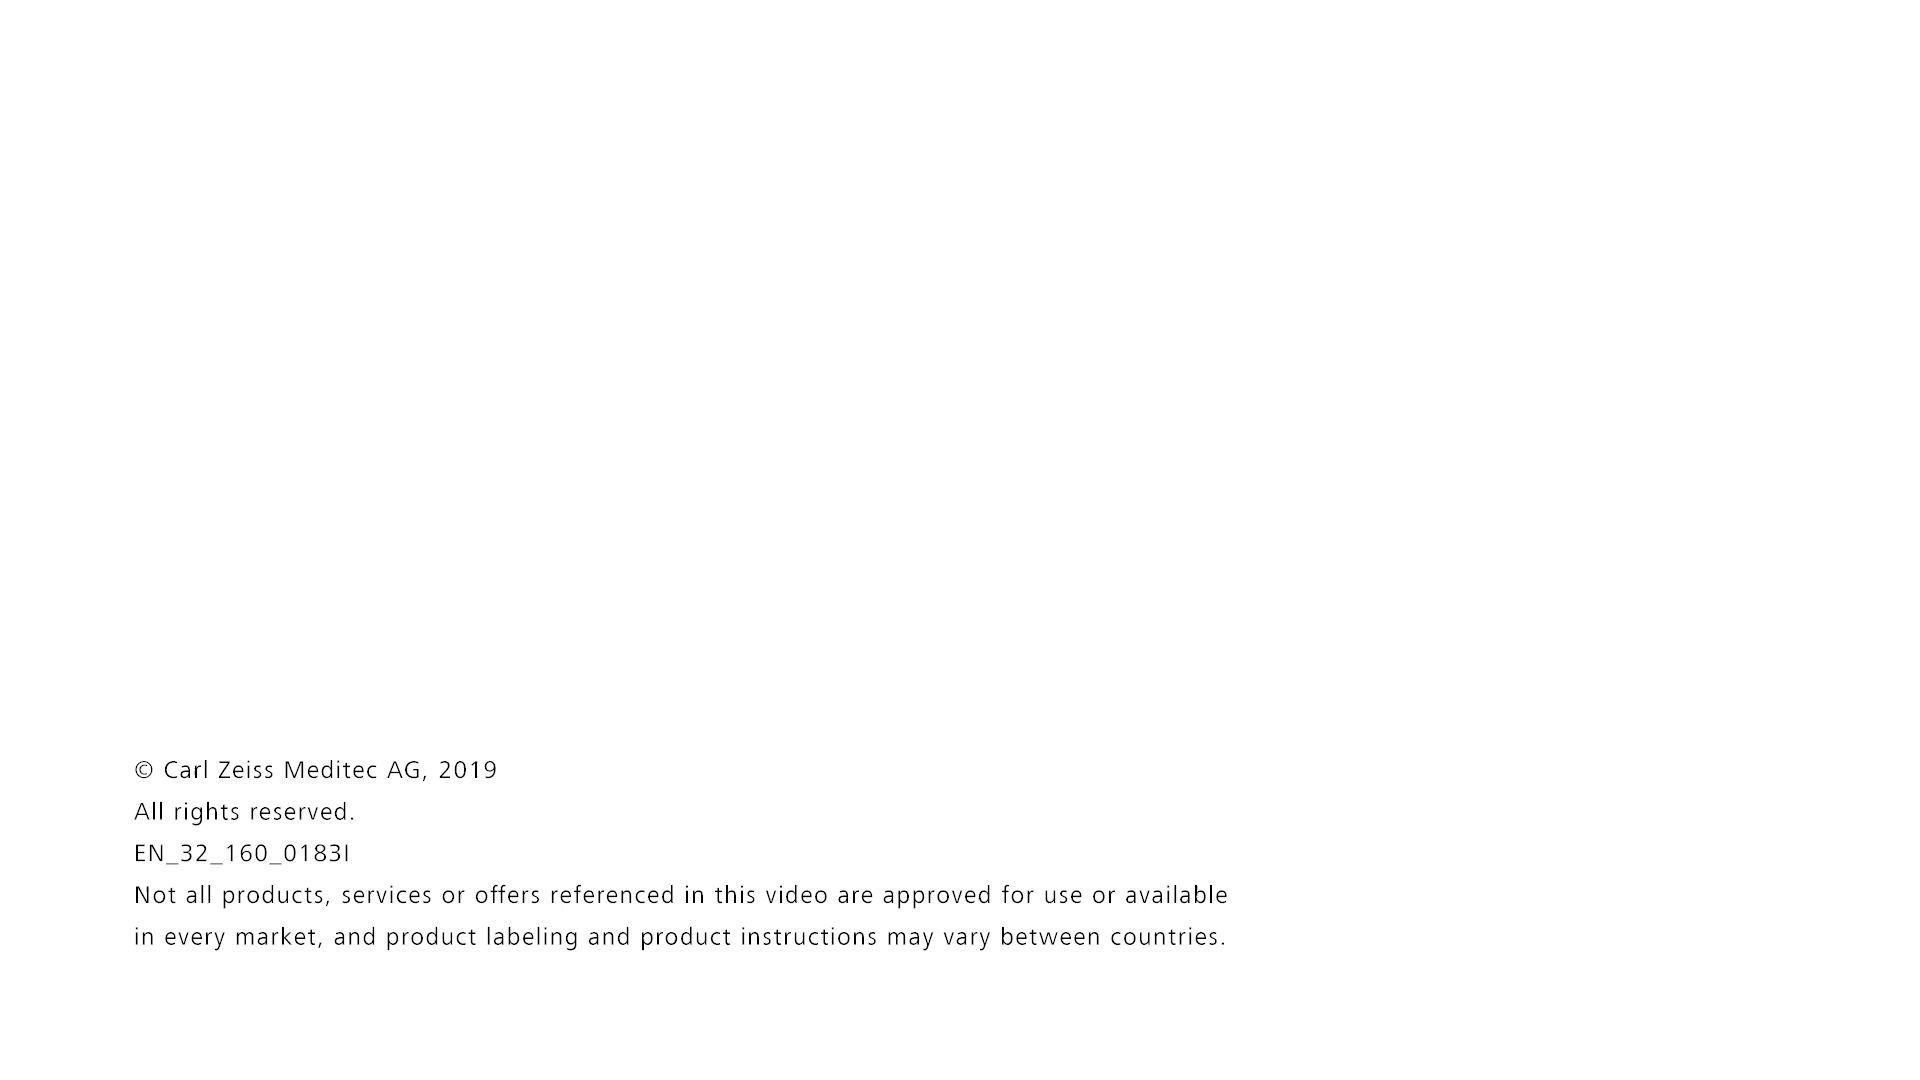 © Carl Zeiss Meditec AG, 2019
All rights reserved.
EN_32_160_0183I
Not all products, services or offers referenced in this video are approved for use or available
in every market, and product labeling and product instructions may vary between countries.